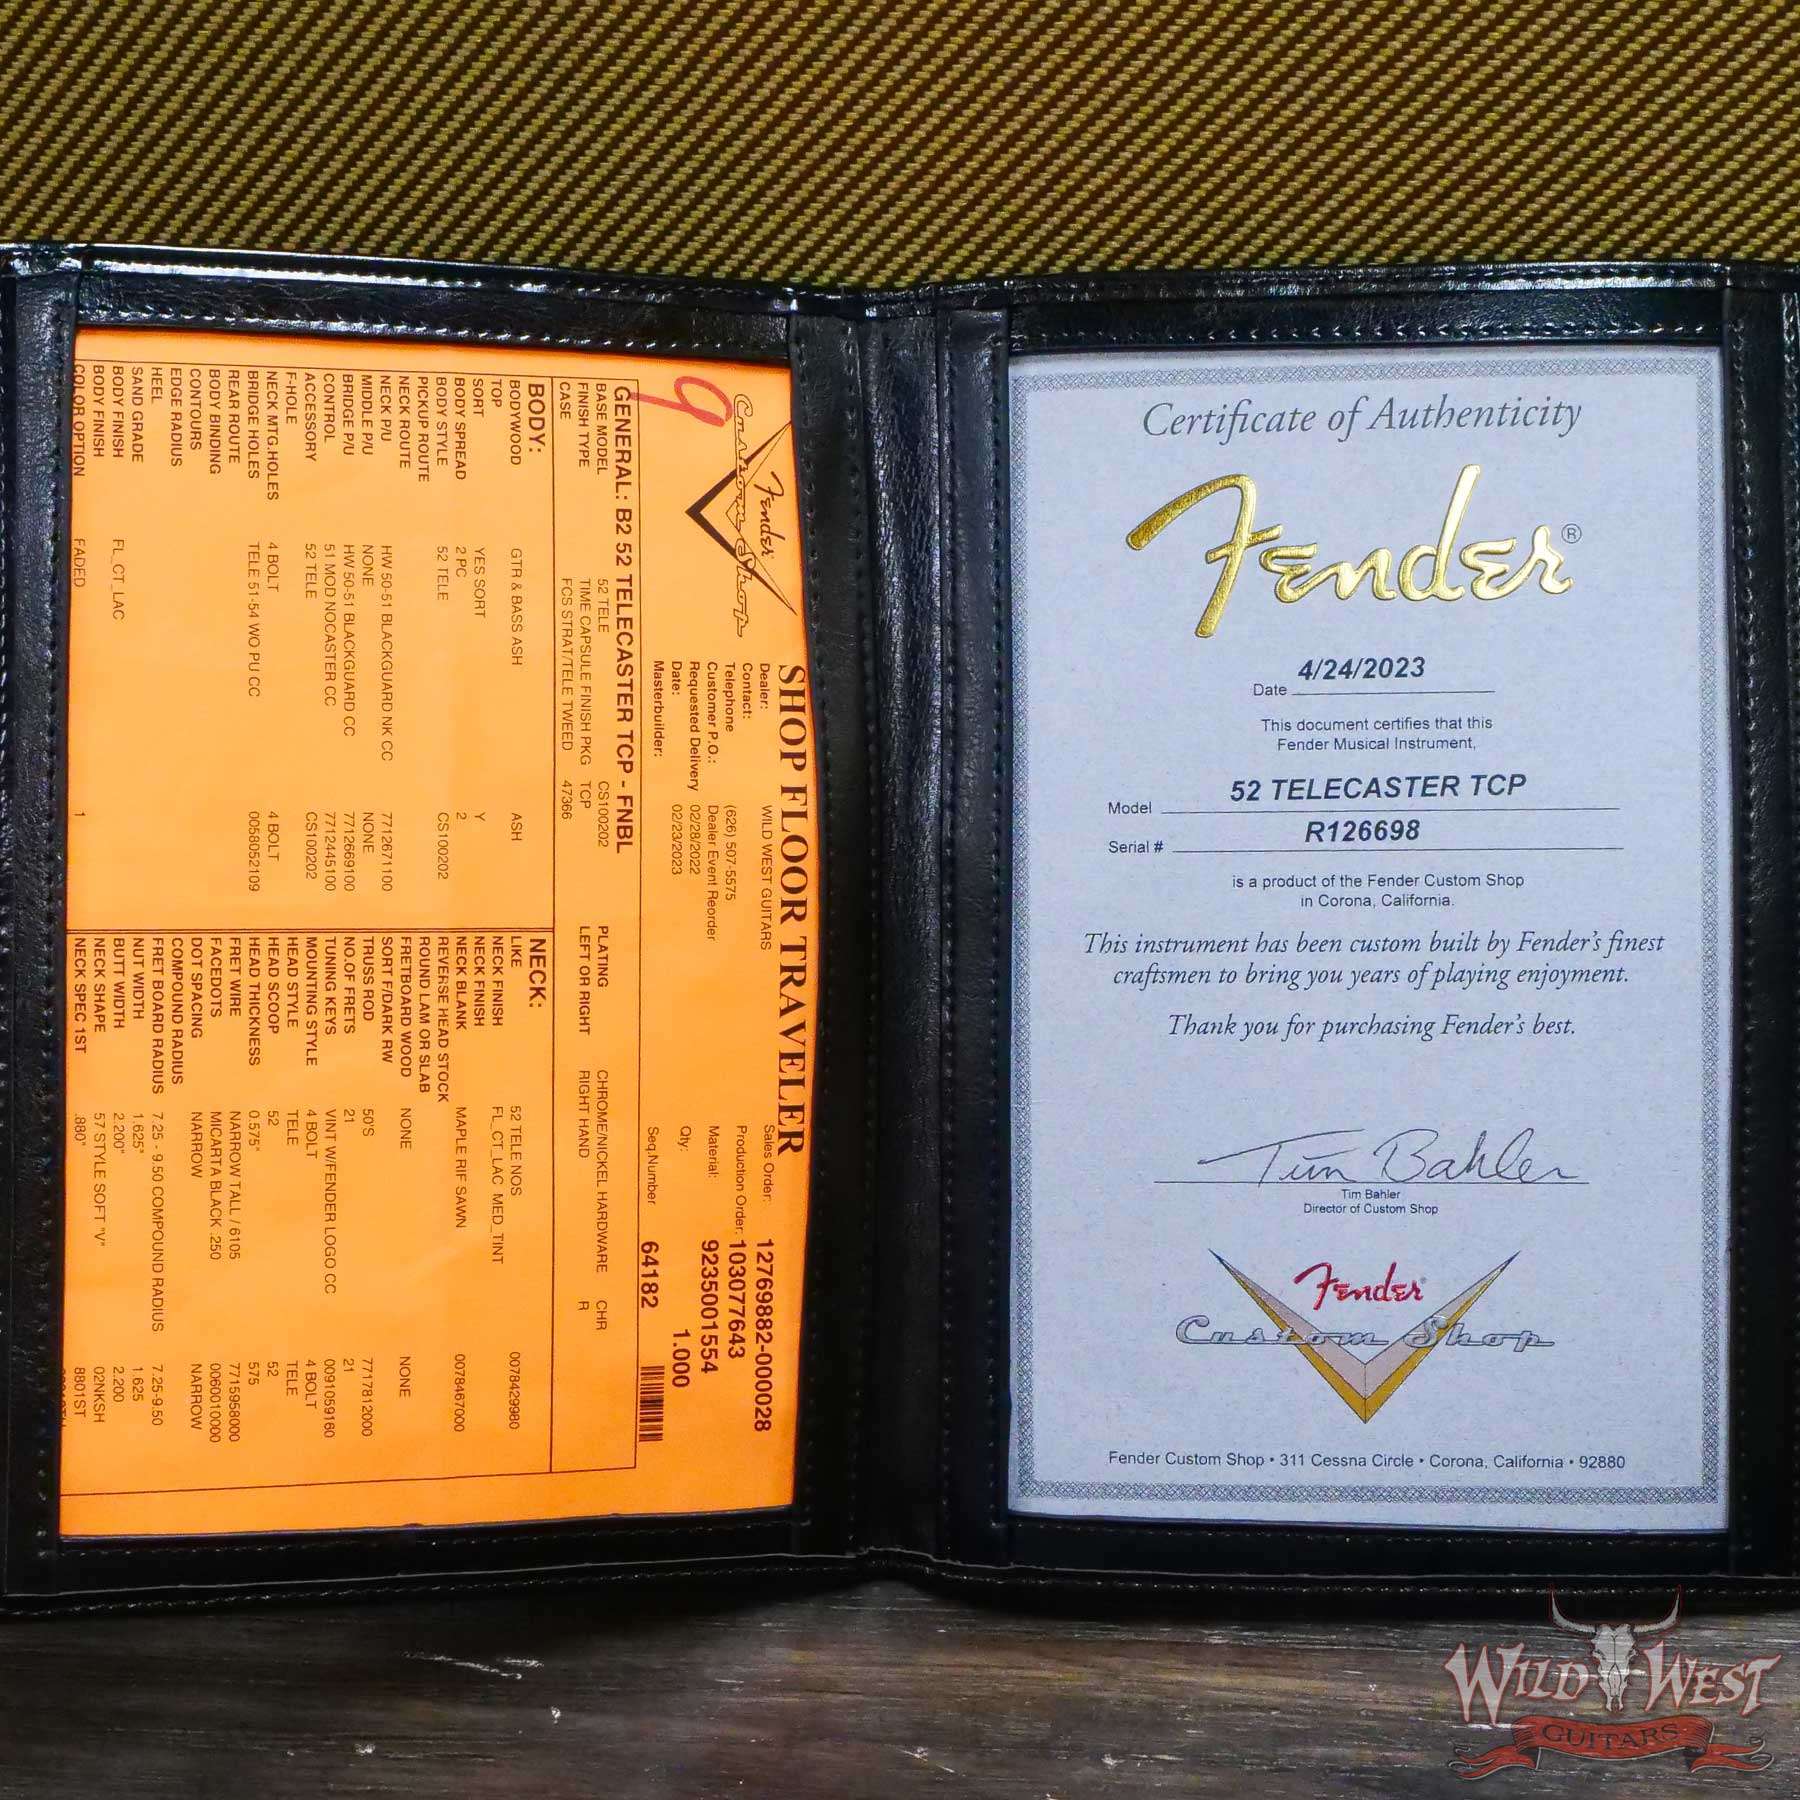 Fender
Custom Shop
9
SHOP FLOOR TRAVELER
Dealer: WILD WEST GUITARS
Contact:
Telephone (626) 507-5575
Customer P.O.: Dealer Event Reorder
Requested Delivery 02/28/2022
Date: 02/23/2023
Masterbuilder:
Sales Order: 12769882-0000028
Production Order: 103077643
Material: 9235001554
Qty: 1.000
Seq.Number 64182
GENERAL: B2 52 TELECASTER TCP - FNBL
BASE MODEL 52 TELE CS100202 PLATING CHROME/NICKEL HARDWARE CHR
FINISH TYPE TIME CAPSULE FINISH PKG TCP LEFT OR RIGHT RIGHT HAND R
CASE FCS STRAT/TELE TWEED 47366
BODY:
BODYWOOD GTR & BASS ASH ASH
TOP
SORT YES SORT Y
BODY SPREAD 2 PC 2
BODY STYLE 52 TELE CS100202
PICKUP ROUTE
NECK ROUTE
NECK P/U HW 50-51 BLACKGUARD NK CC 7712671100
MIDDLE P/U NONE NONE
BRIDGE P/U HW 50-51 BLACKGUARD CC 7712669100
CONTROL 51 MOD NOCASTER CC 7712445100
ACCESSORY 52 TELE CS100202
F-HOLE
NECK MTG.HOLES 4 BOLT 4 BOLT
BRIDGE HOLES TELE 51-54 WO PU CC 0058052109
REAR ROUTE
BODY BINDING
CONTOURS
EDGE RADIUS
HEEL
SAND GRADE
BODY FINISH FL_CT_LAC
BODY FINISH
COLOR OPTION FADED 1
NECK:
LIKE 52 TELE NOS 0078429980
NECK FINISH FL_CT_LAC MED_TINT
NECK FINISH
NECK BLANK MAPLE RIF SAWN 0078467000
REVERSE HEAD STOCK
ROUND LAM OR SLAB
FRETBOARD WOOD NONE NONE
SORT F/DARK RW
TRUSS ROD 50'S 7717812000
NO.OF FRETS 21 21
TUNING KEYS VINT W/FENDER LOGO CC 0091059160
MOUNTING STYLE 4 BOLT 4 BOLT
HEAD STYLE TELE TELE
HEAD SCOOP 52 52
HEAD THICKNESS 0.575" 575
FRET WIRE NARROW TALL / 6105 7715958000
FACEDOTS MICARTA BLACK .250 0060010000
DOT SPACING NARROW NARROW
COMPOUND RADIUS
FRET BOARD RADIUS 7.25 - 9.50 COMPOUND RADIUS 7.25-9.50
NUT WIDTH 1.625" 1.625
BUTT WIDTH 2.200" 2.200
NECK SHAPE 57 STYLE SOFT "V" 02NKSH
NECK SPEC 1ST .880" 8801ST
Certificate of Authenticity
Fender®
Date 4/24/2023
This document certifies that this
Fender Musical Instrument,
Model 52 TELECASTER TCP
Serial # R126698
is a product of the Fender Custom Shop
in Corona, California.
This instrument has been custom built by Fender's finest
craftsmen to bring you years of playing enjoyment.
Thank you for purchasing Fender's best.
Tim Bahler
Tim Bahler
Director of Custom Shop
Fender
Custom Shop
Fender Custom Shop • 311 Cessna Circle • Corona, California • 92880
WILD WEST
GUITARS